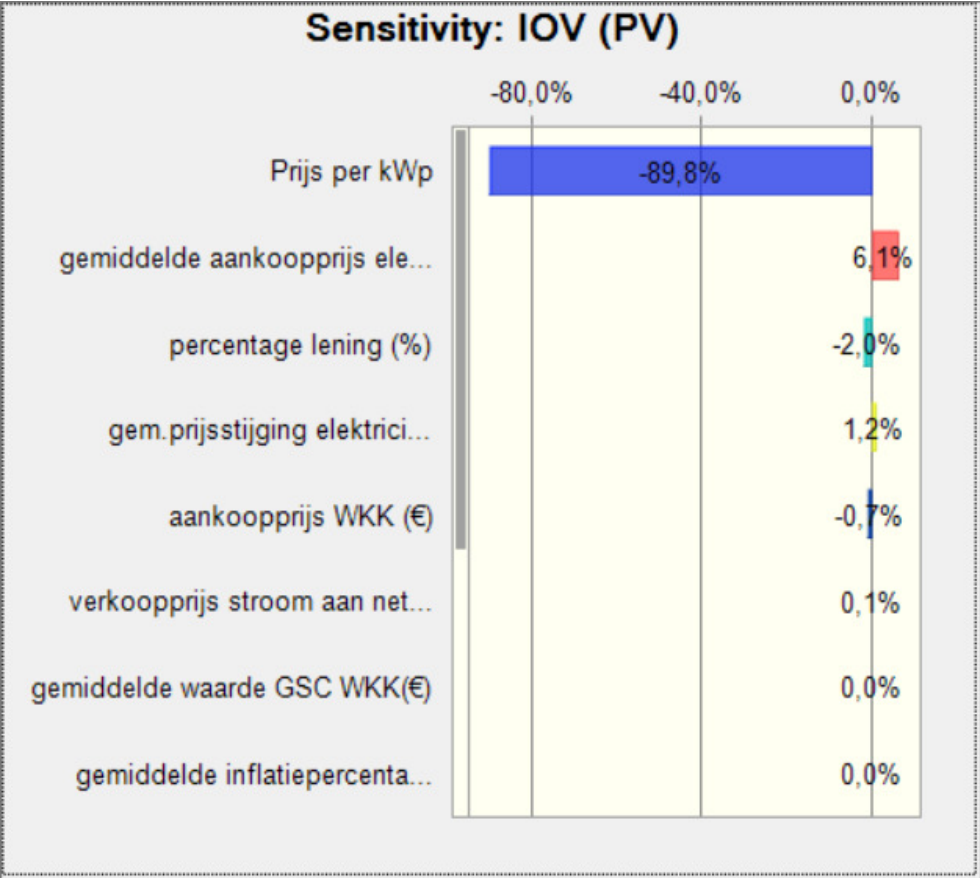 Sensitivity: IOV (PV)
-80,0% -40,0% 0,0%
Prijs per kWp -89,8%
gemiddelde aankoopprijs ele... 6,1%
percentage lening (%) -2,0%
gem.prijsstijging elektrici... 1,2%
aankoopprijs WKK (€) -0,7%
verkoopprijs stroom aan net... 0,1%
gemiddelde waarde GSC WKK(€) 0,0%
gemiddelde inflatiepercenta... 0,0%